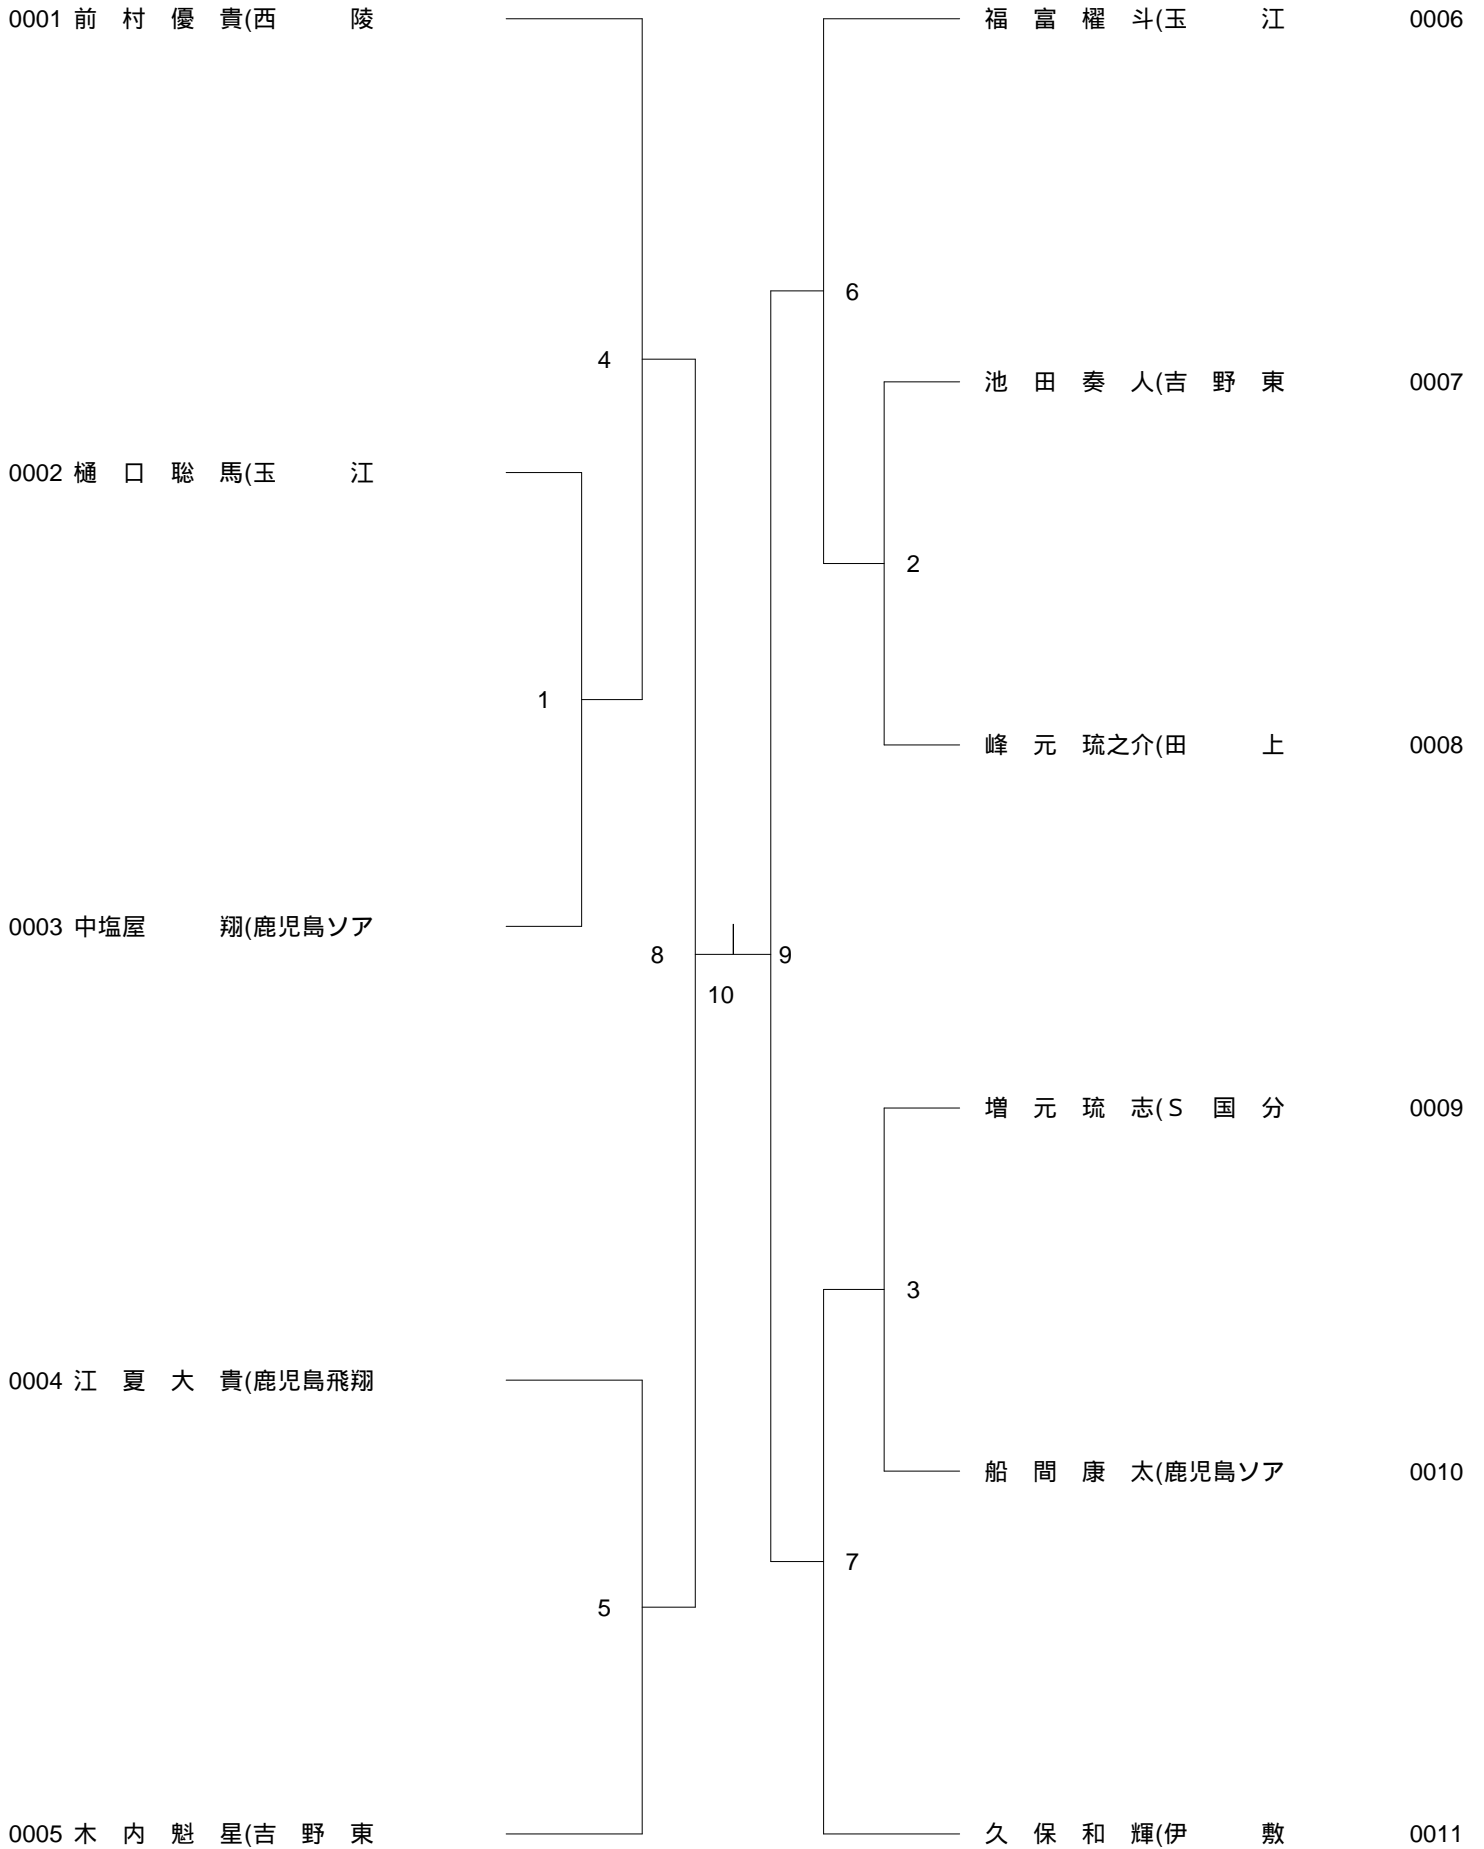 0001 前　村　優　貴(西　　　陵
福　富　櫂　斗(玉　　　江 0006
6
4
池　田　奏　人(吉　野　東 0007
0002 樋　口　聡　馬(玉　　　江
2
1
峰　元　琉之介(田　　　上 0008
0003 中塩屋　　　翔(鹿児島ソア
8
9
10
増　元　琉　志(Ｓ　国　分 0009
3
0004 江　夏　大　貴(鹿児島飛翔
船　間　康　太(鹿児島ソア 0010
7
5
0005 木　内　魁　星(吉　野　東
久　保　和　輝(伊　　　敷 0011